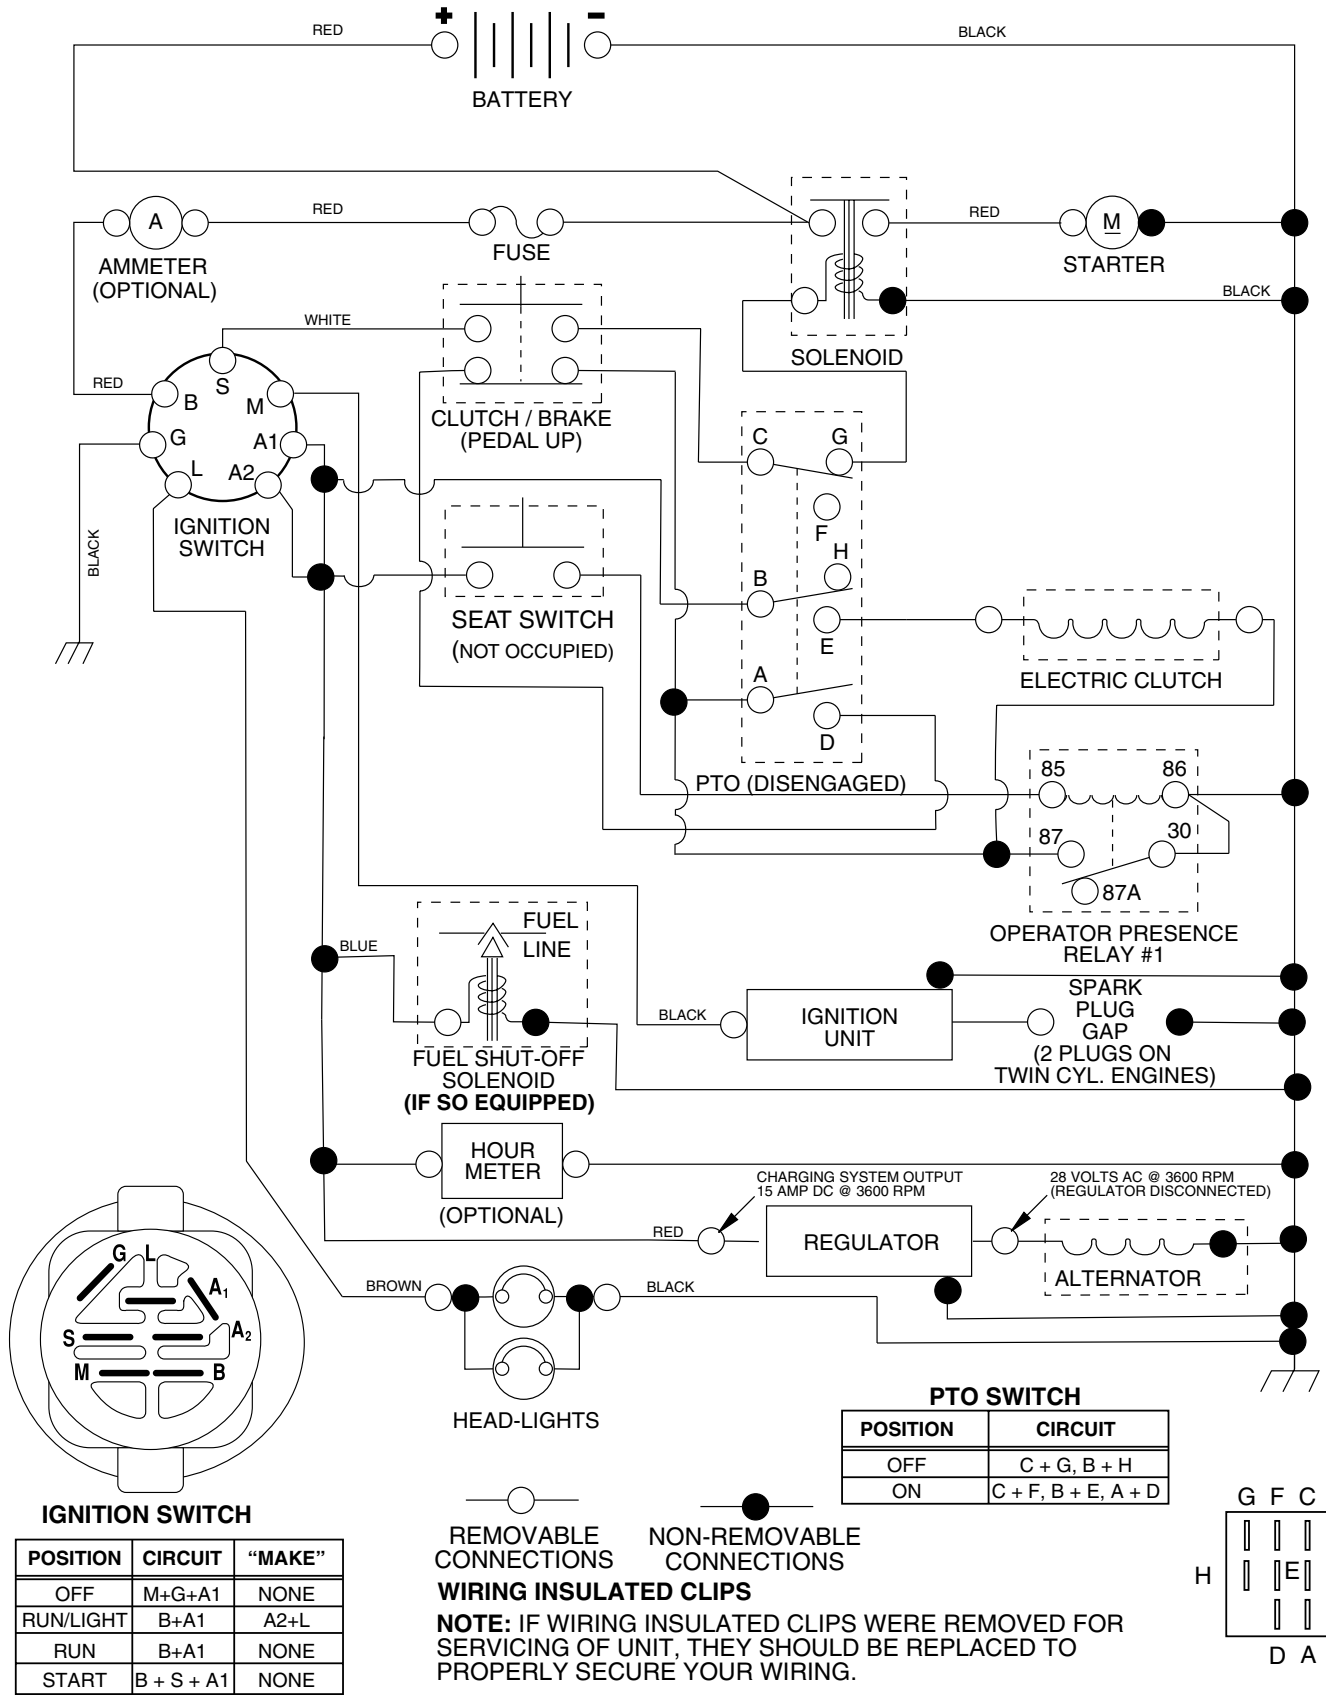 + −
RED
BLACK
BATTERY
A
RED
RED
M
AMMETER
(OPTIONAL)
FUSE
STARTER
BLACK
WHITE
SOLENOID
S
RED
B
M
CLUTCH / BRAKE
(PEDAL UP)
G
A1
C
G
L
A2
IGNITION
SWITCH
BLACK
F
H
B
SEAT SWITCH
(NOT OCCUPIED)
E
A
ELECTRIC CLUTCH
D
PTO (DISENGAGED)
85
86
87
30
87A
FUEL
LINE
OPERATOR PRESENCE
RELAY #1
BLUE
SPARK
PLUG
GAP
(2 PLUGS ON
TWIN CYL. ENGINES)
BLACK
IGNITION
UNIT
FUEL SHUT-OFF
SOLENOID
(IF SO EQUIPPED)
HOUR
METER
(OPTIONAL)
CHARGING SYSTEM OUTPUT
15 AMP DC @ 3600 RPM
28 VOLTS AC @ 3600 RPM
(REGULATOR DISCONNECTED)
RED
REGULATOR
ALTERNATOR
BROWN
BLACK
G
L
A1
S
A2
M
B
HEAD-LIGHTS
PTO SWITCH
POSITION CIRCUIT
OFF C + G, B + H
ON C + F, B + E, A + D
IGNITION SWITCH
POSITION CIRCUIT “MAKE”
OFF M+G+A1 NONE
RUN/LIGHT B+A1 A2+L
RUN B+A1 NONE
START B + S + A1 NONE
REMOVABLE
CONNECTIONS
NON-REMOVABLE
CONNECTIONS
WIRING INSULATED CLIPS
NOTE: IF WIRING INSULATED CLIPS WERE REMOVED FOR
SERVICING OF UNIT, THEY SHOULD BE REPLACED TO
PROPERLY SECURE YOUR WIRING.
G F C
H
E
D A